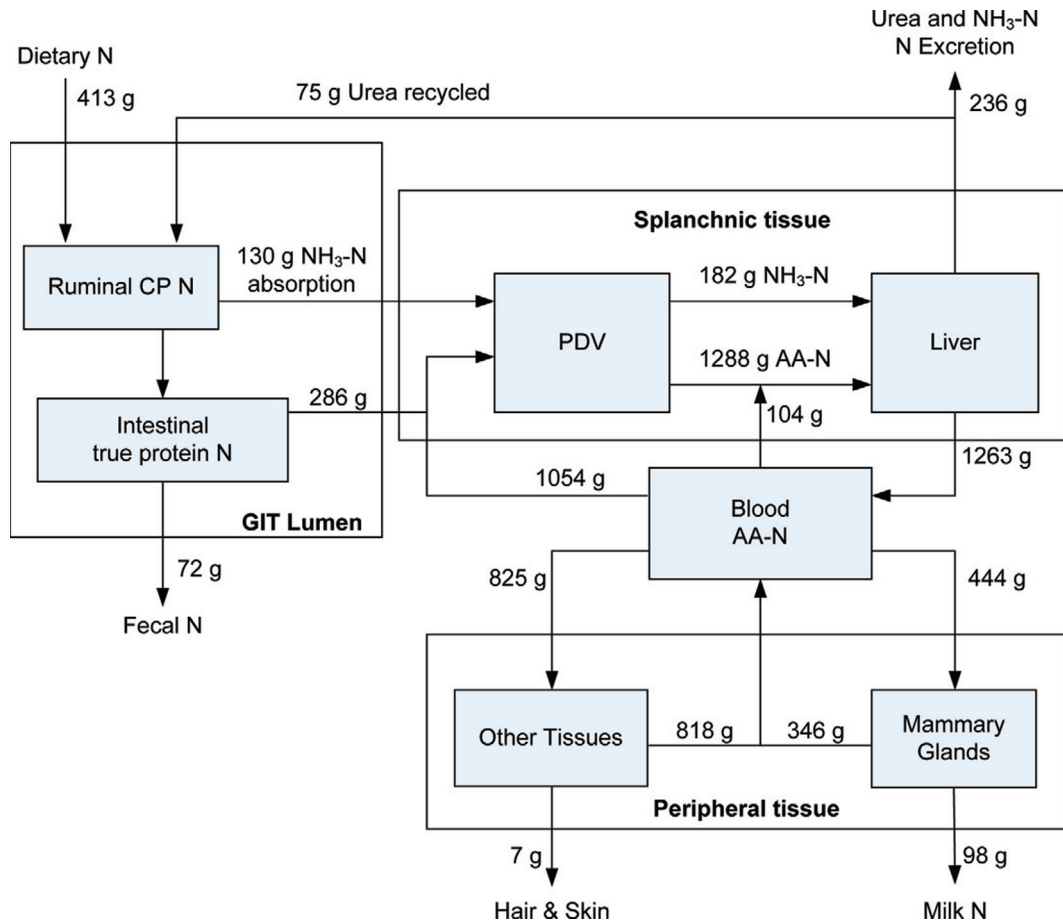 Urea and NH₃-N
N Excretion
Dietary N
413 g
75 g Urea recycled
236 g
Splanchnic tissue
130 g NH₃-N
absorption
Ruminal CP N
182 g NH₃-N
PDV
Liver
1288 g AA-N
286 g
104 g
Intestinal
true protein N
1263 g
1054 g
Blood
AA-N
GIT Lumen
72 g
825 g
444 g
Fecal N
Other Tissues
818 g
346 g
Mammary
Glands
Peripheral tissue
7 g
98 g
Hair & Skin
Milk N